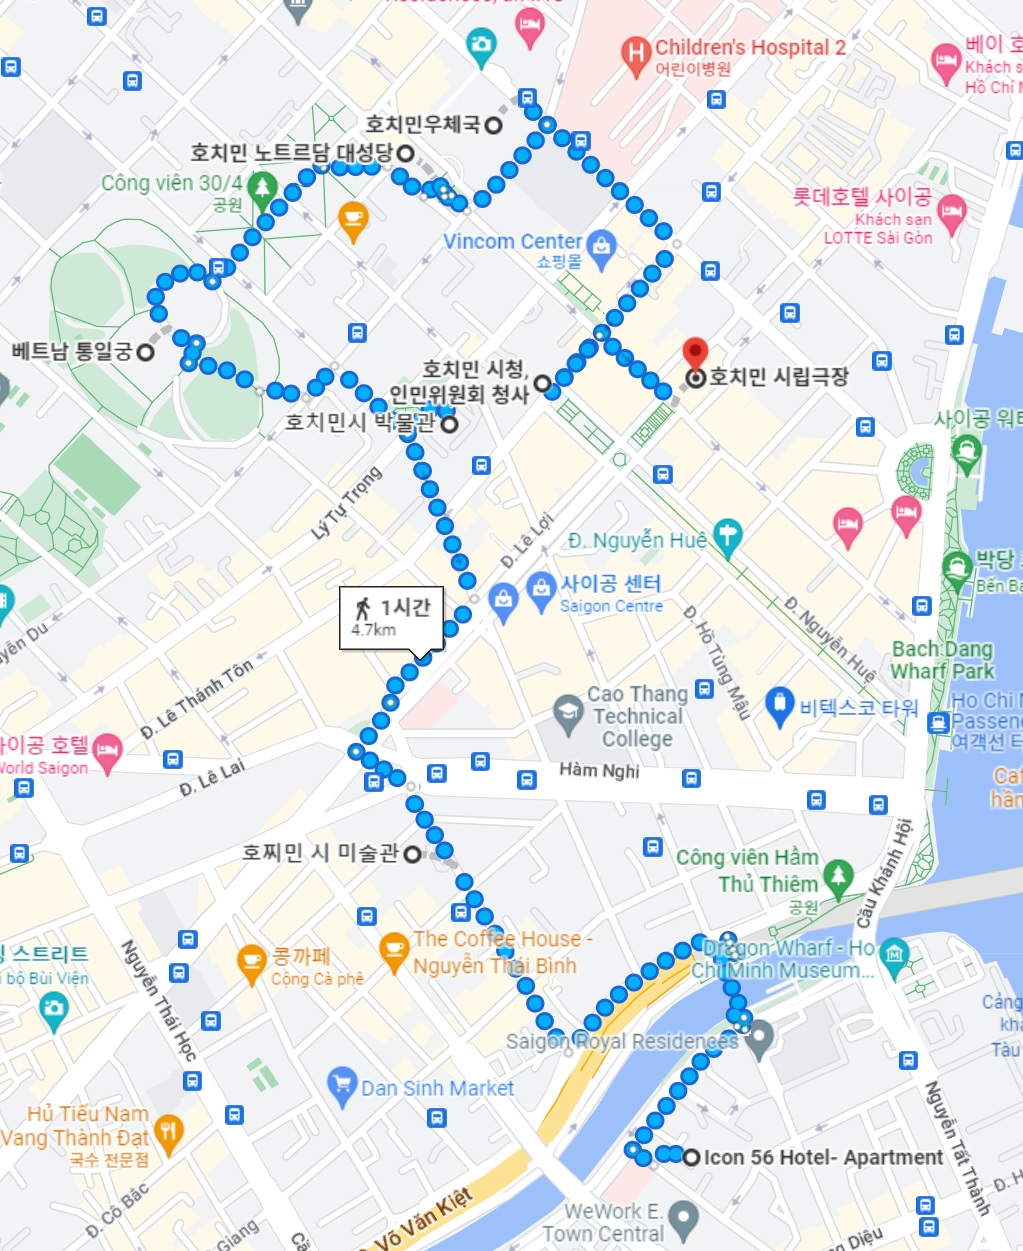 Children's Hospital 2
어린이병원
베이 호
Khách s
Hồ Chí M
호치민우체국
호치민 노트르담 대성당
Công viên 30/4
공원
롯데호텔 사이공
Khách sạn
LOTTE Sài Gòn
Vincom Center
쇼핑몰
베트남 통일궁
호치민 시청,
인민위원회 청사
호치민 시립극장
호치민시 박물관
사이공 워터
Lý Tự Trọng
Đ. Lê Lợi
Đ. Nguyễn Huệ
사이공 센터
Saigon Centre
박당
Bến Ba
1시간
4.7km
Đ. Hồ Tùng Mậu
Đ. Nguyễn Huệ
yễn Du
Bach Dang
Wharf Park
Đ. Lê Thánh Tôn
Cao Thang
Technical
College
비텍스코 타워
Ho Chi M
Passenc
여객선 터
사이공 호텔
World Saigon
Đ. Lê Lai
Hàm Nghi
Caf
hầm
호찌민 시 미술관
Công viên Hầm
Thủ Thiêm
공원
Cầu Khánh Hội
스트리트
bộ Bùi Viện
Nguyễn Thái Học
콩까페
Cộng Cà phê
The Coffee House -
Nguyễn Thái Bình
Dragon Wharf - Ho
Chi Minh Museum...
Cảng
khá
Tàu
Saigon Royal Residences
Dan Sinh Market
Hủ Tiếu Nam
Vang Thành Đạt
국수 전문점
Icon 56 Hotel- Apartment
Nguyễn Tất Thành
Đ. Cô Bắc
Giang
Võ Văn Kiệt
WeWork E.
Town Central
Diệu
Đ. H